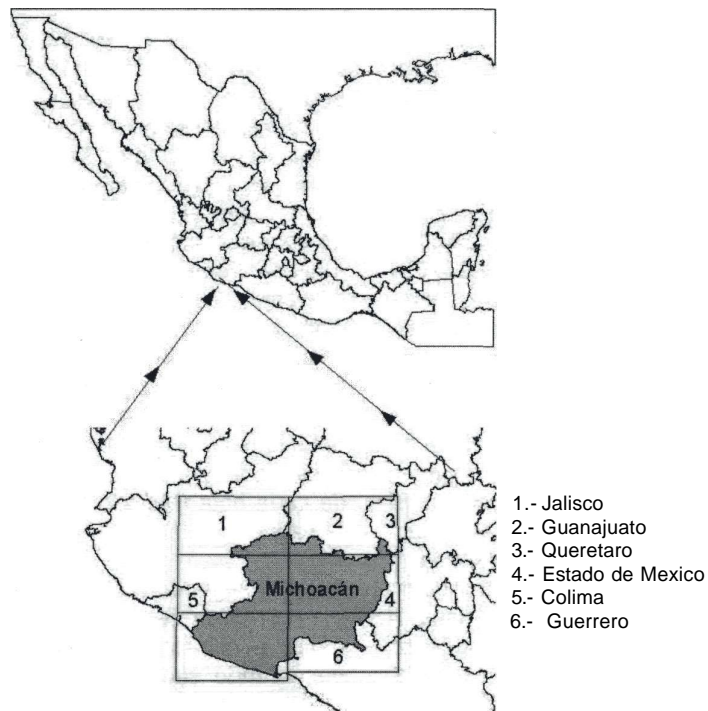 1
2
3
Michoacán
5
4
6
1.- Jalisco
2.- Guanajuato
3.- Queretaro
4.- Estado de Mexico
5.- Colima
6.- Guerrero